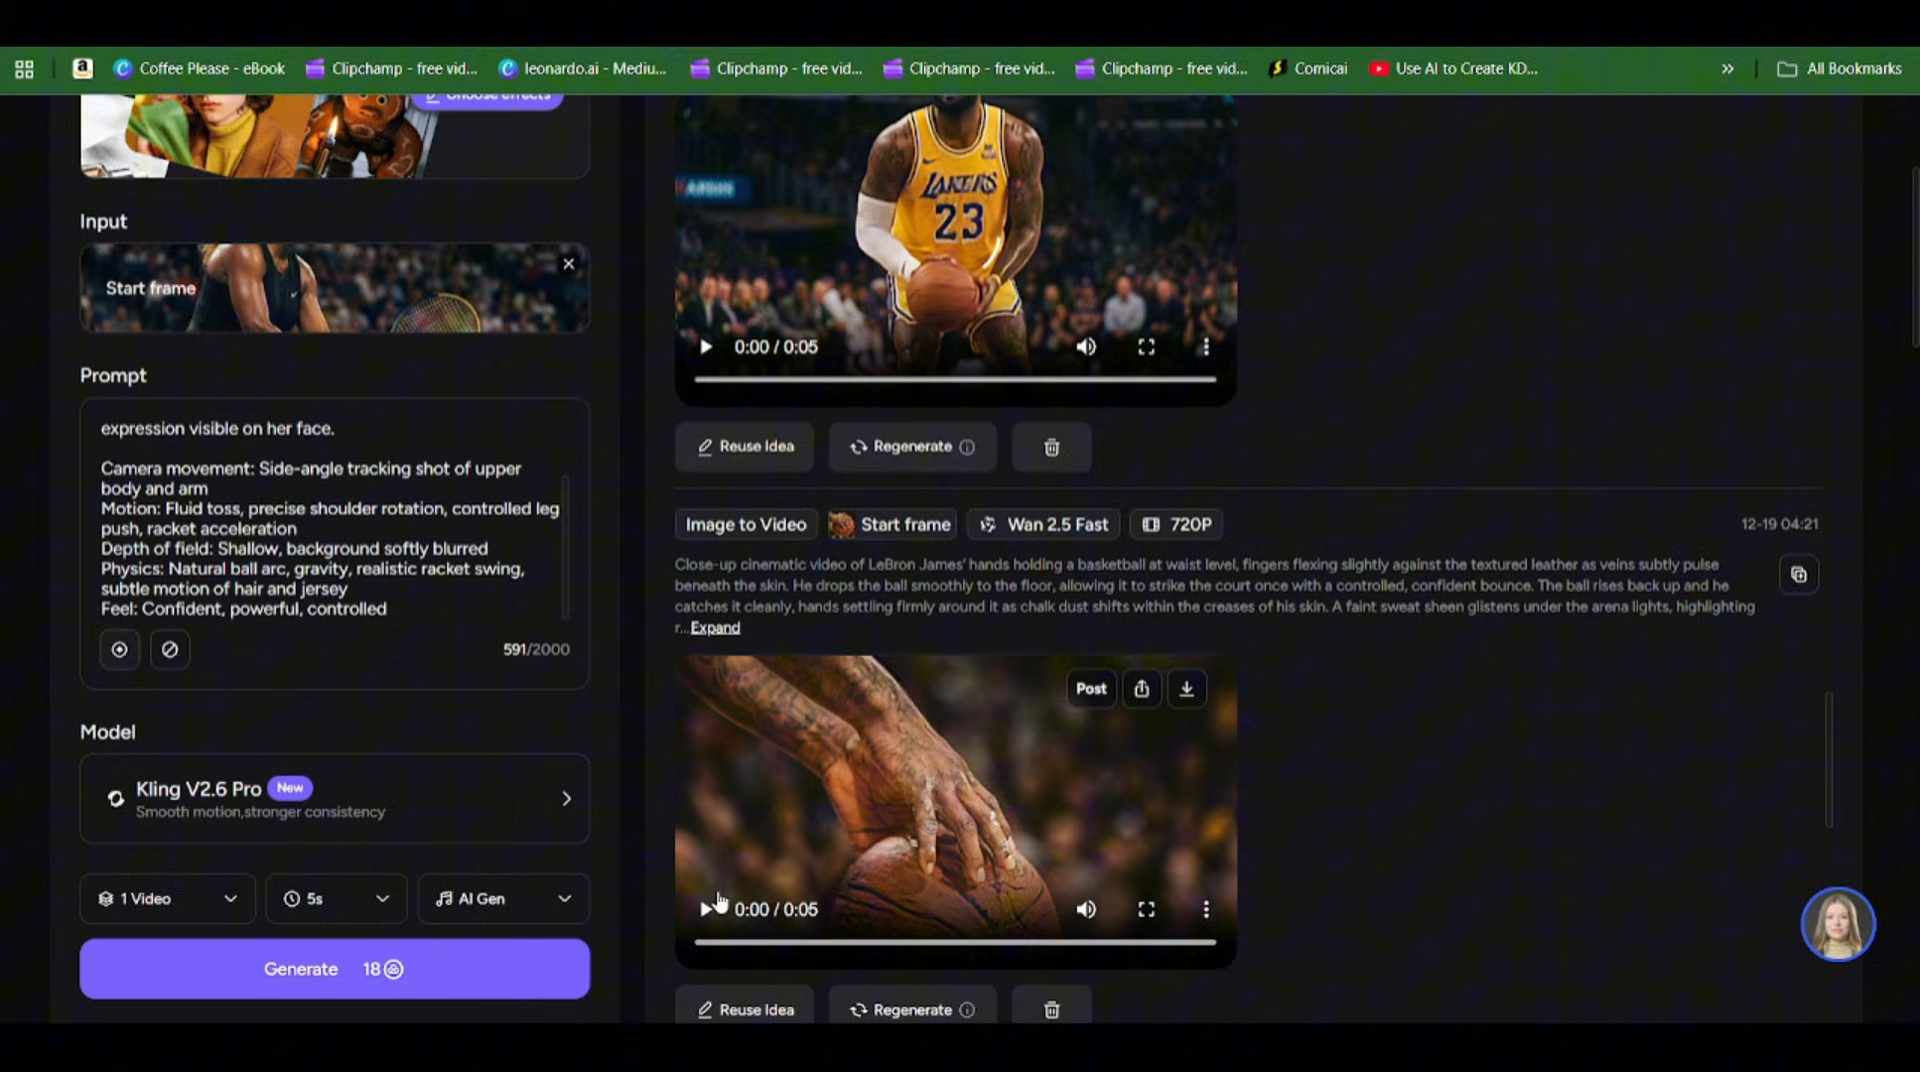 Coffee Please - eBook
Clipchamp - free vid...
leonardo.ai - Mediu...
Clipchamp - free vid...
Clipchamp - free vid...
Clipchamp - free vid...
Comicai
Use AI to Create KD...
All Bookmarks
Choose effects
Input
Start frame
Prompt
expression visible on her face.
Camera movement: Side-angle tracking shot of upper
body and arm
Motion: Fluid toss, precise shoulder rotation, controlled leg
push, racket acceleration
Depth of field: Shallow, background softly blurred
Physics: Natural ball arc, gravity, realistic racket swing,
subtle motion of hair and jersey
Feel: Confident, powerful, controlled
591/2000
Model
Kling V2.6 Pro New
Smooth motion,stronger consistency
1 Video
5s
AI Gen
Generate 18
LAKERS
23
0:00 / 0:05
Reuse Idea
Regenerate
Image to Video
Start frame
Wan 2.5 Fast
720P
12-19 04:21
Close-up cinematic video of LeBron James' hands holding a basketball at waist level, fingers flexing slightly against the textured leather as veins subtly pulse
beneath the skin. He drops the ball smoothly to the floor, allowing it to strike the court once with a controlled, confident bounce. The ball rises back up and he
catches it cleanly, hands settling firmly around it as chalk dust shifts within the creases of his skin. A faint sweat sheen glistens under the arena lights, highlighting
r...Expand
Post
0:00 / 0:05
Reuse Idea
Regenerate